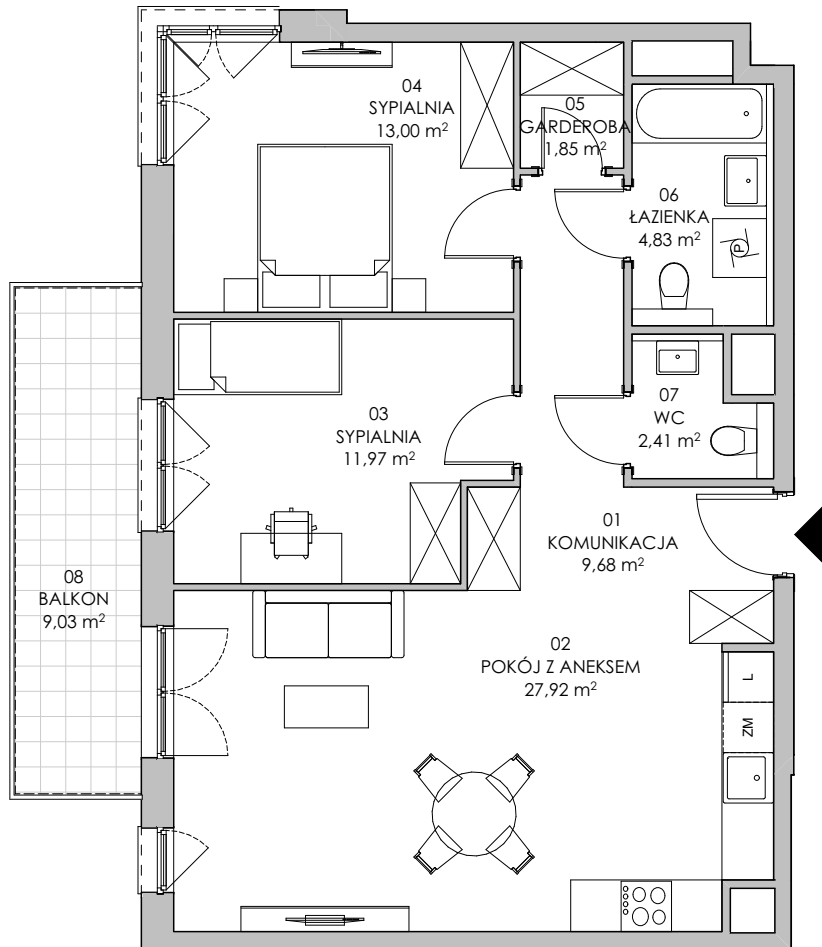 04
SYPIALNIA
13,00 m²
05
GARDEROBA
1,85 m²
06
ŁAZIENKA
4,83 m²
P
03
SYPIALNIA
11,97 m²
07
WC
2,41 m²
01
KOMUNIKACJA
9,68 m²
08
BALKON
9,03 m²
02
POKÓJ Z ANEKSEM
27,92 m²
L
ZM